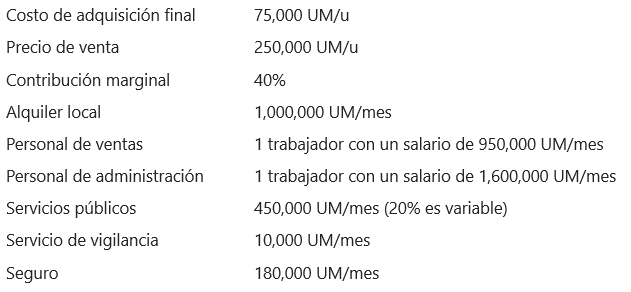 Costo de adquisición final 75,000 UM/u
Precio de venta 250,000 UM/u
Contribución marginal 40%
Alquiler local 1,000,000 UM/mes
Personal de ventas 1 trabajador con un salario de 950,000 UM/mes
Personal de administración 1 trabajador con un salario de 1,600,000 UM/mes
Servicios públicos 450,000 UM/mes (20% es variable)
Servicio de vigilancia 10,000 UM/mes
Seguro 180,000 UM/mes